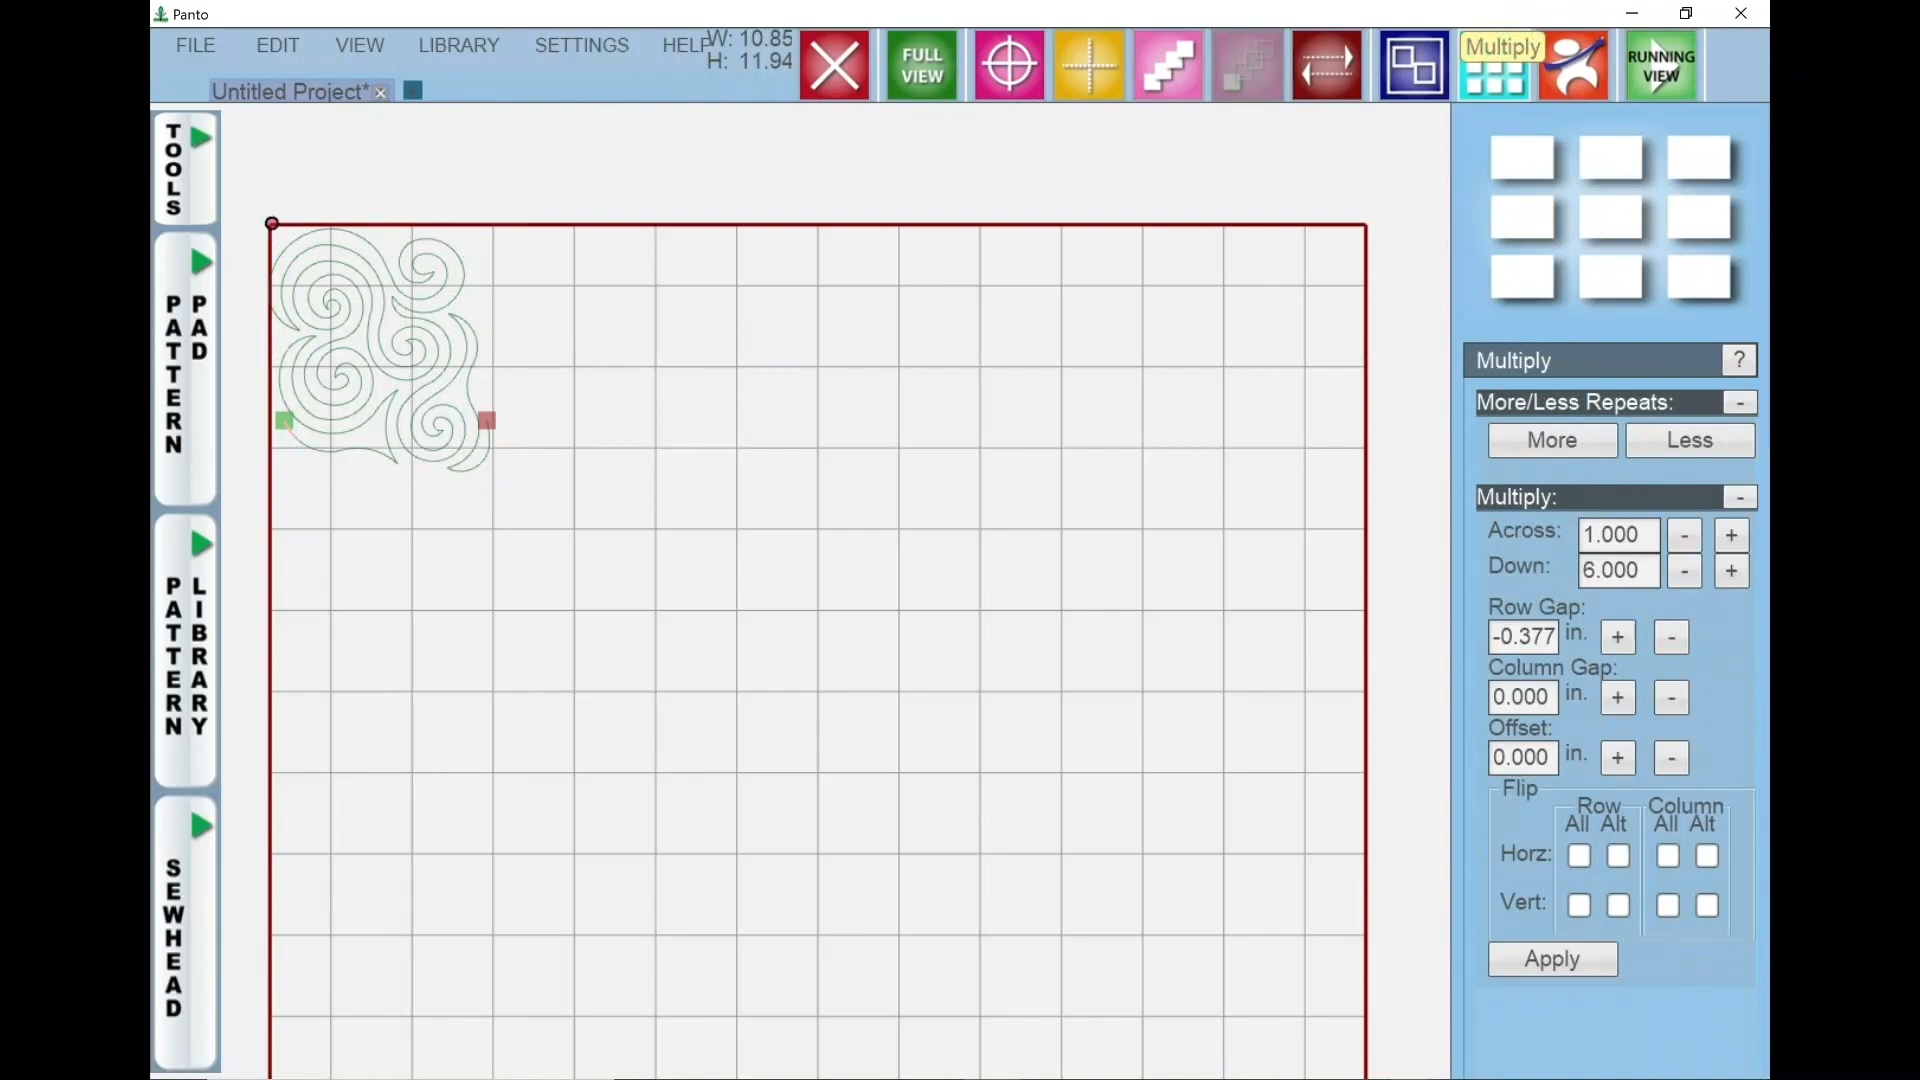 Panto
FILE EDIT VIEW LIBRARY SETTINGS HELP
W: 10.85
H: 11.94
FULL VIEW
Multiply
RUNNING VIEW
Untitled Project*
TOOLS
PATTERN PAD
PATTERN LIBRARY
SEWHEAD
Multiply ?
More/Less Repeats: -
More Less
Multiply: -
Across: 1.000 - +
Down: 6.000 - +
Row Gap:
-0.377 in. + -
Column Gap:
0.000 in. + -
Offset:
0.000 in. + -
Flip
Row Column
All Alt All Alt
Horz:
Vert:
Apply